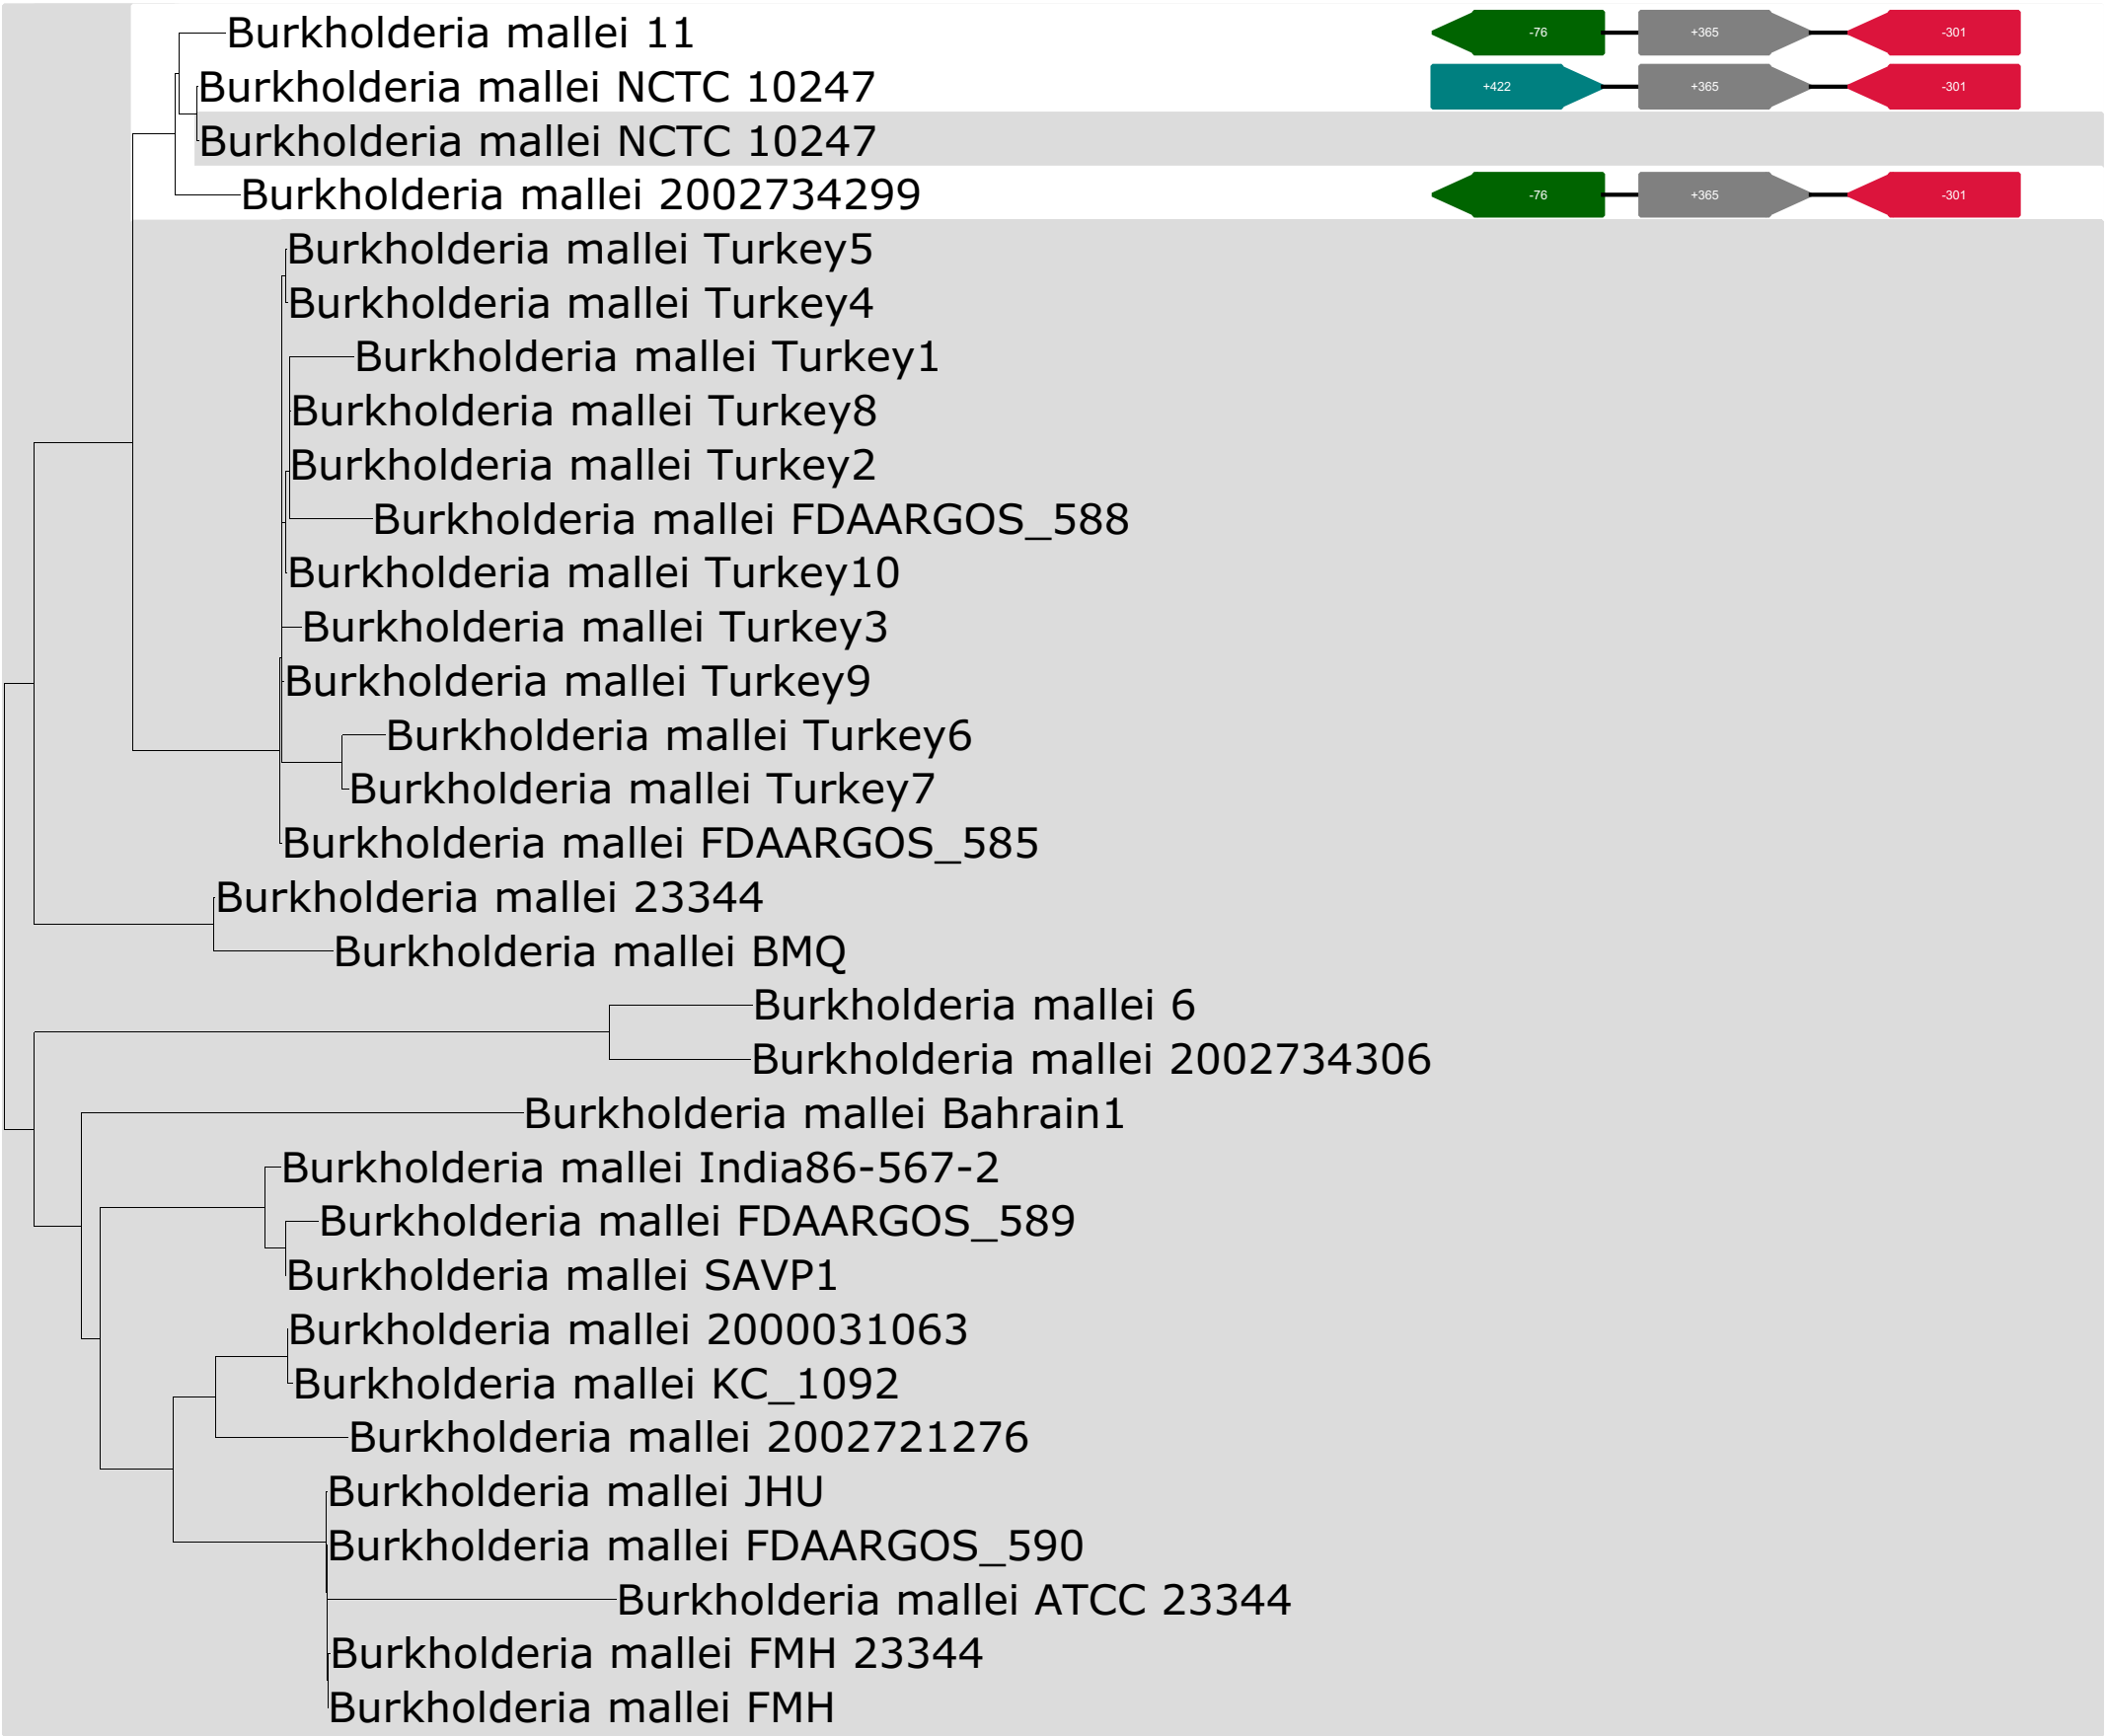 Burkholderia mallei 11 -76 +365 -301
Burkholderia mallei NCTC 10247 +422 +365 -301
Burkholderia mallei NCTC 10247
Burkholderia mallei 2002734299 -76 +365 -301
Burkholderia mallei Turkey5
Burkholderia mallei Turkey4
Burkholderia mallei Turkey1
Burkholderia mallei Turkey8
Burkholderia mallei Turkey2
Burkholderia mallei FDAARGOS_588
Burkholderia mallei Turkey10
Burkholderia mallei Turkey3
Burkholderia mallei Turkey9
Burkholderia mallei Turkey6
Burkholderia mallei Turkey7
Burkholderia mallei FDAARGOS_585
Burkholderia mallei 23344
Burkholderia mallei BMQ
Burkholderia mallei 6
Burkholderia mallei 2002734306
Burkholderia mallei Bahrain1
Burkholderia mallei India86-567-2
Burkholderia mallei FDAARGOS_589
Burkholderia mallei SAVP1
Burkholderia mallei 2000031063
Burkholderia mallei KC_1092
Burkholderia mallei 2002721276
Burkholderia mallei JHU
Burkholderia mallei FDAARGOS_590
Burkholderia mallei ATCC 23344
Burkholderia mallei FMH 23344
Burkholderia mallei FMH